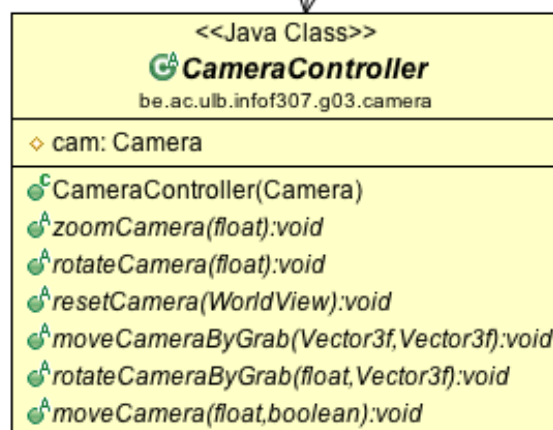 <<Java Class>>
CameraController
be.ac.ulb.infof307.g03.camera
cam: Camera
CameraController(Camera)
zoomCamera(float):void
rotateCamera(float):void
resetCamera(WorldView):void
moveCameraByGrab(Vector3f,Vector3f):void
rotateCameraByGrab(float,Vector3f):void
moveCamera(float,boolean):void